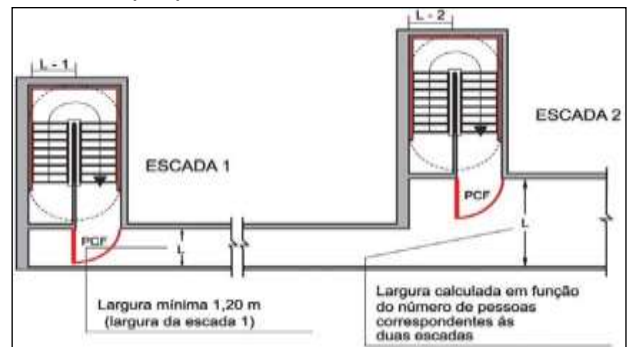 L - 1
L - 2
ESCADA 1
ESCADA 2
PCF
PCF
L
L
Largura mínima 1,20 m
(largura da escada 1)
Largura calculada em função
do número de pessoas
correspondentes ás
duas escadas